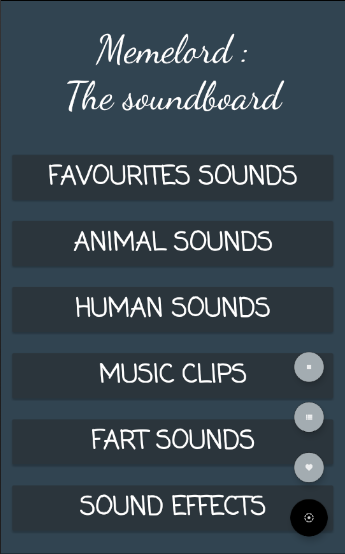 Memelord :
The soundboard
FAVOURITES SOUNDS
ANIMAL SOUNDS
HUMAN SOUNDS
MUSIC CLIPS
FART SOUNDS
SOUND EFFECTS